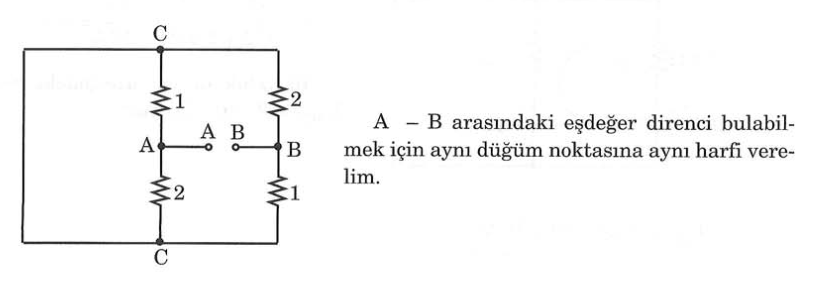 C
1
2
A B
A
B
2
1
C
A – B arasındaki eşdeğer direnci bulabil-
mek için aynı düğüm noktasına aynı harfi vere-
lim.